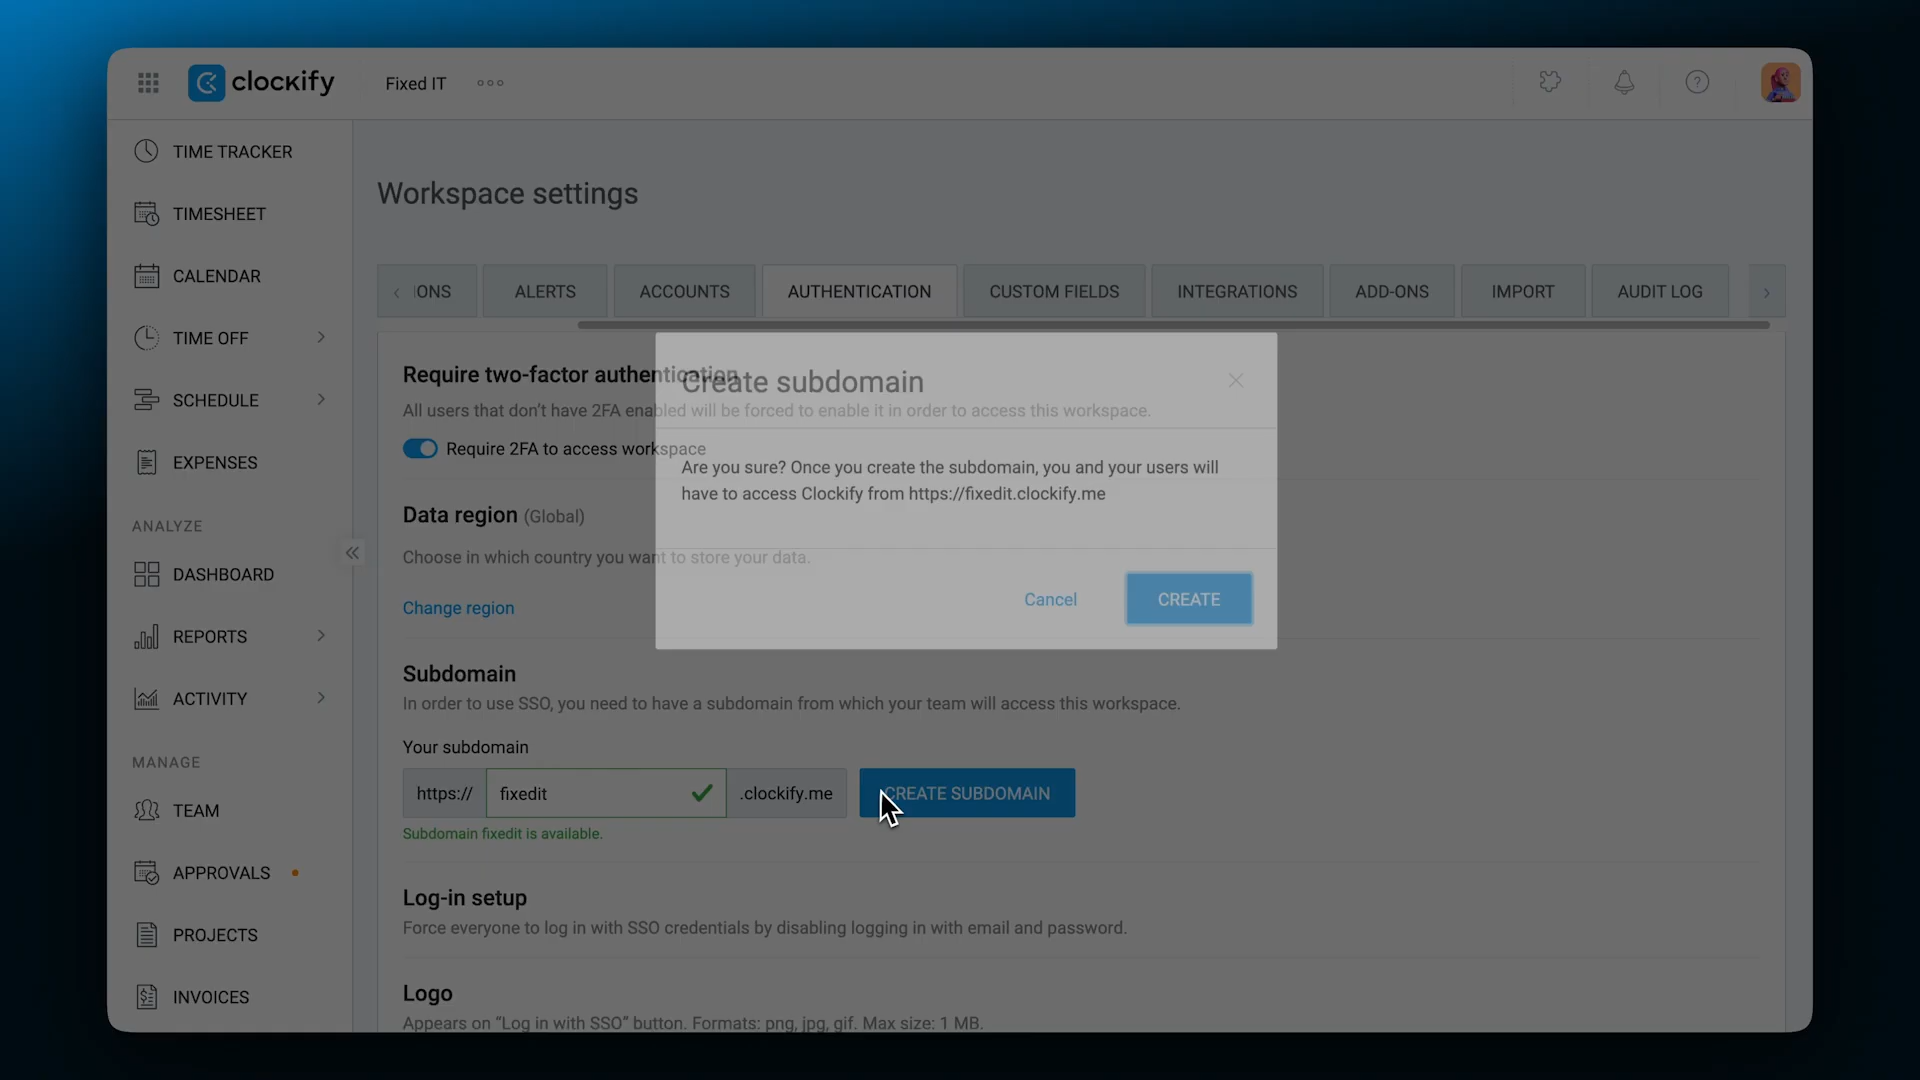 clockify
Fixed IT
TIME TRACKER
TIMESHEET
CALENDAR
TIME OFF
SCHEDULE
EXPENSES
ANALYZE
DASHBOARD
REPORTS
ACTIVITY
MANAGE
TEAM
APPROVALS
PROJECTS
INVOICES
Workspace settings
IONS
ALERTS
ACCOUNTS
AUTHENTICATION
CUSTOM FIELDS
INTEGRATIONS
ADD-ONS
IMPORT
AUDIT LOG
Require two-factor authentication
All users that don't have 2FA enabled will be forced to enable it in order to access this workspace.
Require 2FA to access workspace
Data region (Global)
Choose in which country you want to store your data.
Change region
Create subdomain
Are you sure? Once you create the subdomain, you and your users will
have to access Clockify from https://fixedit.clockify.me
Cancel
CREATE
Subdomain
In order to use SSO, you need to have a subdomain from which your team will access this workspace.
Your subdomain
https://
fixedit
.clockify.me
CREATE SUBDOMAIN
Subdomain fixedit is available.
Log-in setup
Force everyone to log in with SSO credentials by disabling logging in with email and password.
Logo
Appears on “Log in with SSO” button. Formats: png, jpg, gif. Max size: 1 MB.